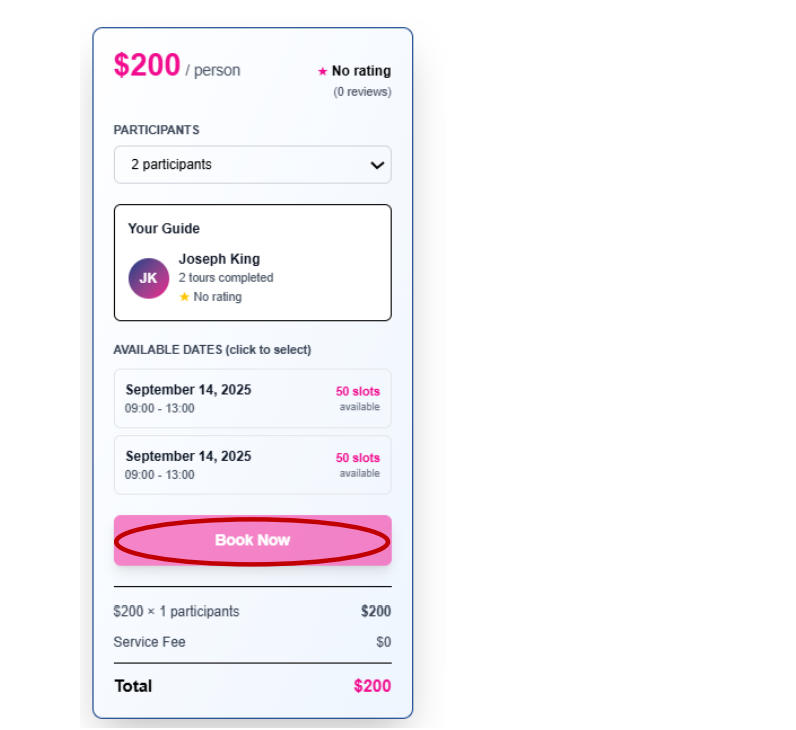 $200 / person
★ No rating
(0 reviews)
PARTICIPANTS
2 participants
Your Guide
JK
Joseph King
2 tours completed
★ No rating
AVAILABLE DATES (click to select)
September 14, 2025
50 slots
09:00 - 13:00
available
September 14, 2025
50 slots
09:00 - 13:00
available
Book Now
$200 × 1 participants $200
Service Fee $0
Total $200